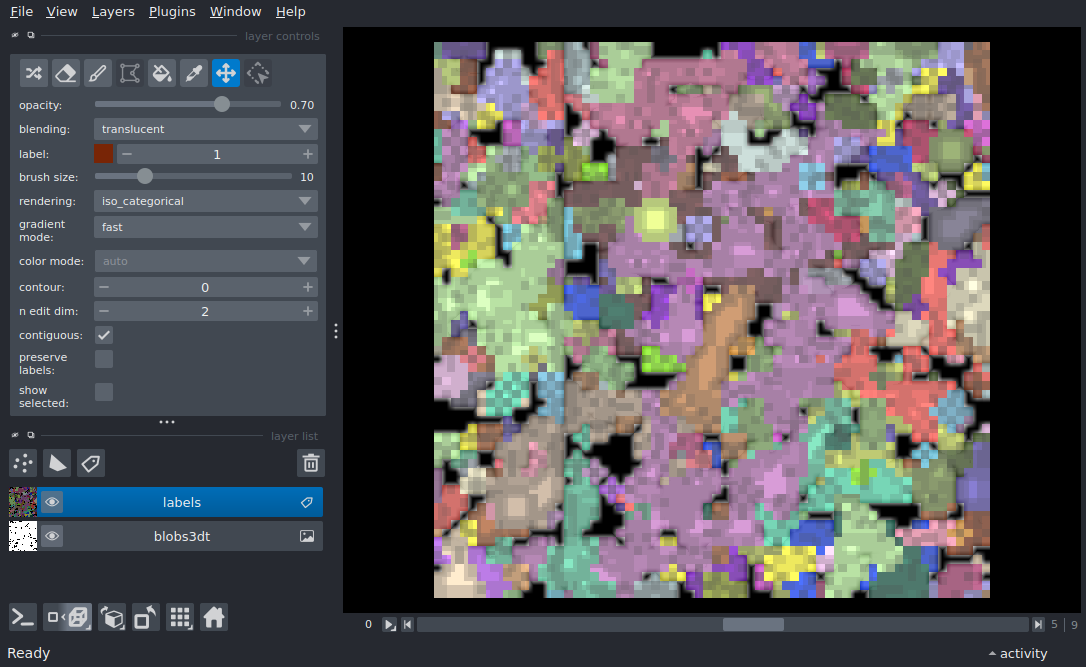 File View Layers Plugins Window Help
layer controls
opacity: 0.70
blending: translucent
label: 1
brush size: 10
rendering: iso_categorical
gradient
mode: fast
color mode: auto
contour: 0
n edit dim: 2
contiguous:
preserve
labels:
show
selected:
layer list
labels
blobs3dt
0 5 | 9
Ready activity